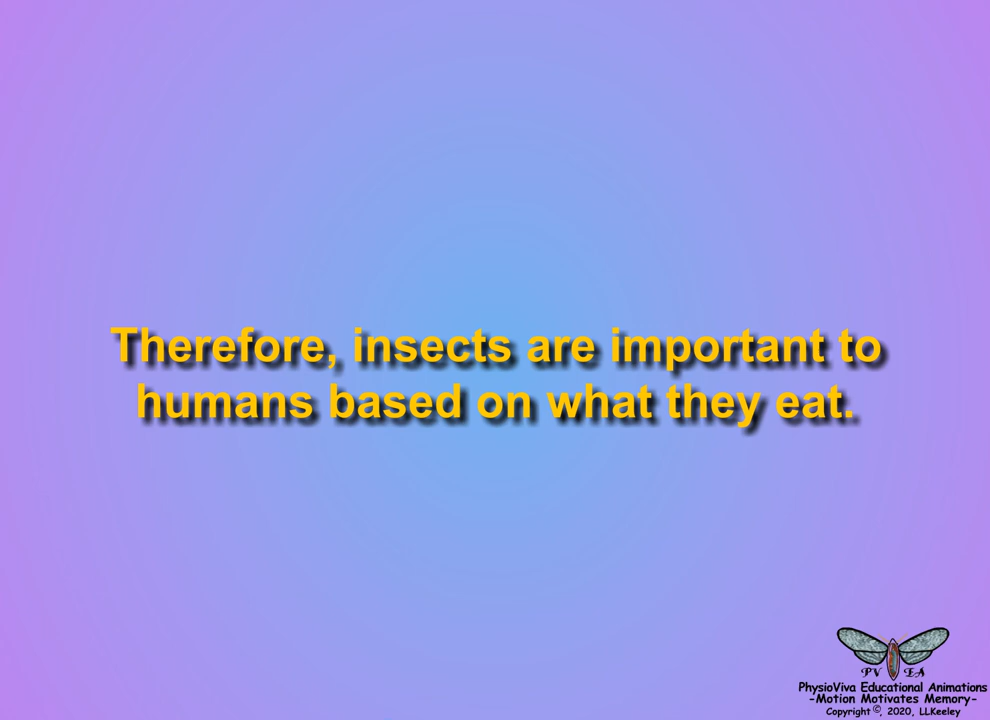 Therefore, insects are important to
humans based on what they eat.
PV EA
PhysioViva Educational Animations
-Motion Motivates Memory-
Copyright ©, 2020, LLKeeley